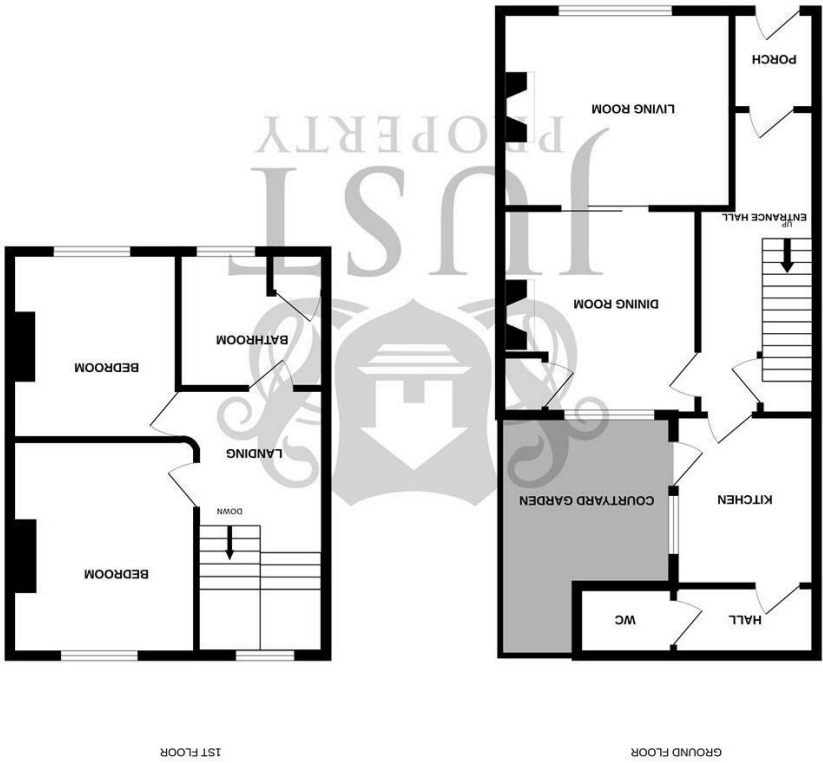 GROUND FLOOR
1ST FLOOR
HALL
WC
KITCHEN
COURTYARD GARDEN
DINING ROOM
UP
ENTRANCE HALL
LIVING ROOM
PORCH
BEDROOM
DOWN
LANDING
BEDROOM
BATHROOM
JUST
PROPERTY